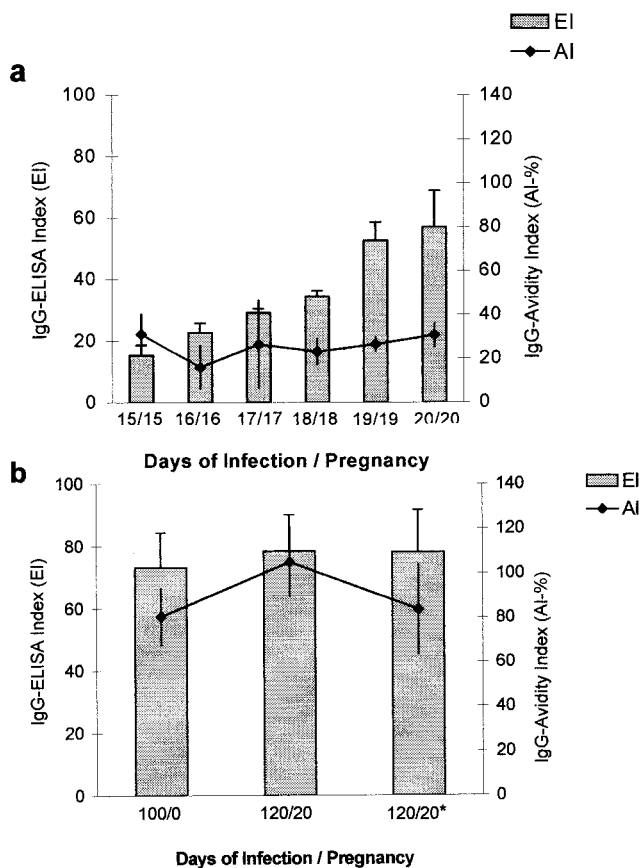 EI
AI
a
100
80
60
40
20
0
IgG-ELISA Index (EI)
140
120
100
80
60
40
20
0
IgG-Avidity Index (AI-%)
15/15 16/16 17/17 18/18 19/19 20/20
Days of Infection / Pregnancy
b
EI
AI
100
80
60
40
20
0
IgG-ELISA Index (EI)
140
120
100
80
60
40
20
0
IgG-Avidity Index (AI-%)
100/0 120/20 120/20*
Days of Infection / Pregnancy